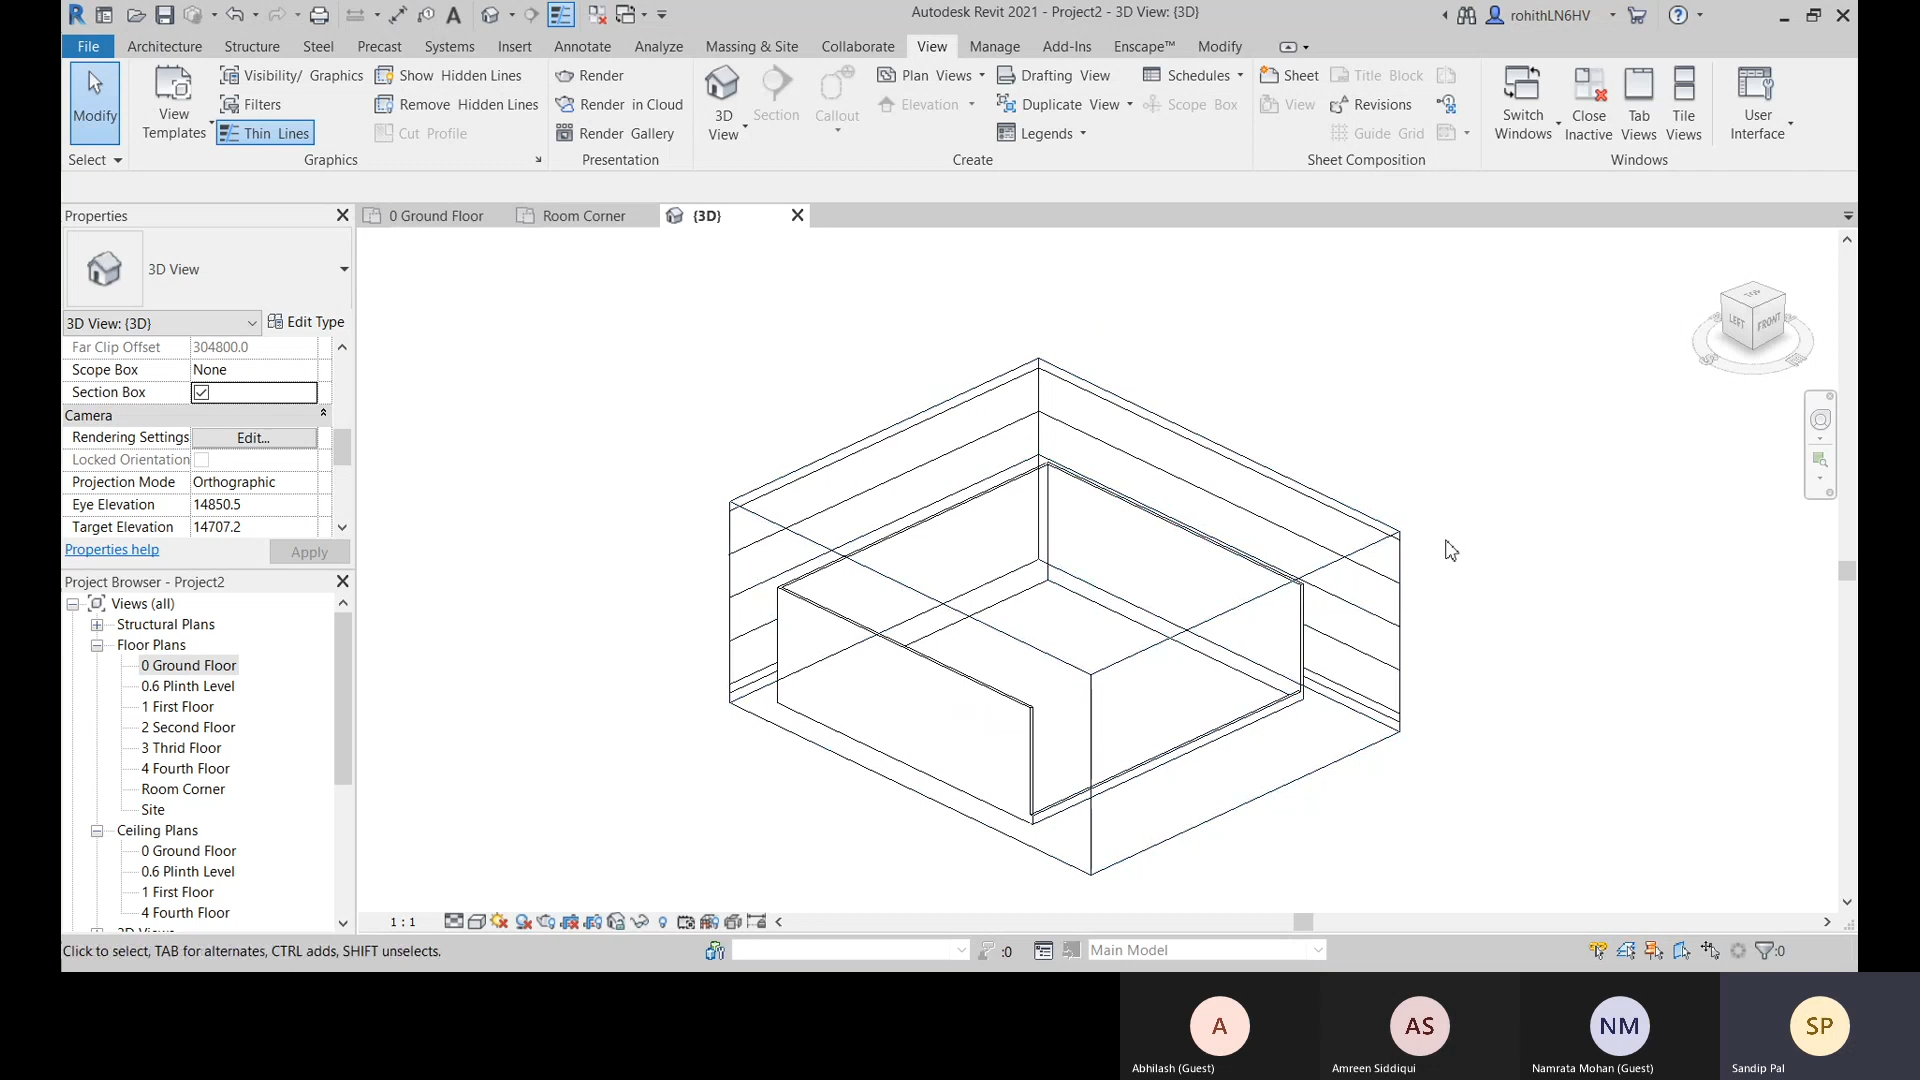 Autodesk Revit 2021 - Project2 - 3D View: {3D}
rohithLN6HV
File Architecture Structure Steel Precast Systems Insert Annotate Analyze Massing & Site Collaborate View Manage Add-Ins Enscape™ Modify
Modify
Select
View Templates
Visibility/ Graphics
Filters
Thin Lines
Show Hidden Lines
Remove Hidden Lines
Cut Profile
Graphics
Render
Render in Cloud
Render Gallery
Presentation
3D View
Section
Callout
Plan Views
Elevation
Drafting View
Duplicate View
Legends
Schedules
Scope Box
Create
Sheet
View
Title Block
Revisions
Guide Grid
Sheet Composition
Switch Windows
Close Inactive
Tab Views
Tile Views
Windows
User Interface
Properties
3D View
3D View: {3D}
Edit Type
Far Clip Offset 304800.0
Scope Box None
Section Box
Camera
Rendering Settings Edit...
Locked Orientation
Projection Mode Orthographic
Eye Elevation 14850.5
Target Elevation 14707.2
Properties help
Apply
Project Browser - Project2
Views (all)
Structural Plans
Floor Plans
0 Ground Floor
0.6 Plinth Level
1 First Floor
2 Second Floor
3 Thrid Floor
4 Fourth Floor
Room Corner
Site
Ceiling Plans
0 Ground Floor
0.6 Plinth Level
1 First Floor
4 Fourth Floor
3D Views
0 Ground Floor
Room Corner
{3D}
TOP
LEFT
FRONT
1 : 1
Click to select, TAB for alternates, CTRL adds, SHIFT unselects.
:0
Main Model
:0
A
Abhilash (Guest)
AS
Amreen Siddiqui
NM
Namrata Mohan (Guest)
SP
Sandip Pal